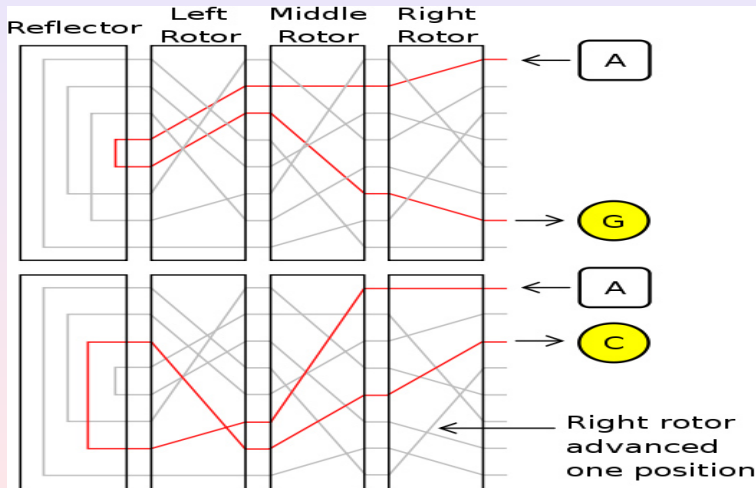 Reflector
Left
Rotor
Middle
Rotor
Right
Rotor
A
G
A
C
Right rotor
advanced
one position